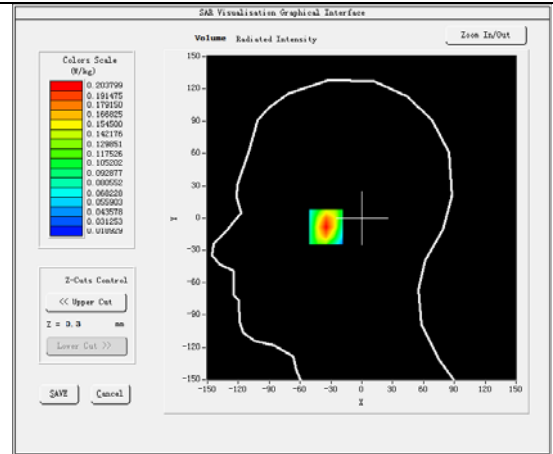 SAR Visualisation Graphical Interface
Volume Radiated Intensity
Zoom In/Out
Colors Scale
(W/kg)
0.203799
0.191475
0.179150
0.166825
0.154500
0.142176
0.129851
0.117526
0.105202
0.092877
0.080552
0.068228
0.055903
0.043578
0.031253
150
120
90
60
30
0
-30
-60
-90
-120
-150
Y
-150 -120 -90 -60 -30 0 30 60 90 120 150
X
Z-Cuts Control
<< Upper Cut
Z = 3.3 mm
Lower Cut >>
SAVE Cancel